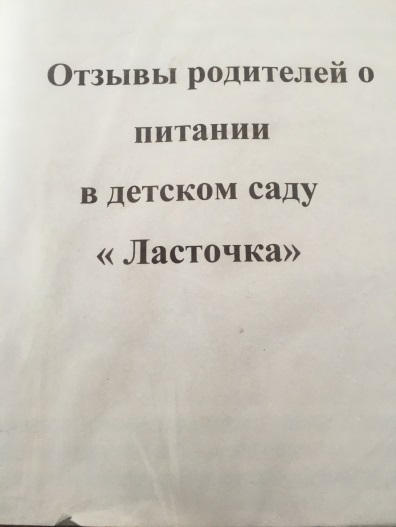 Отзывы родителей о
питании
в детском саду
« Ласточка»